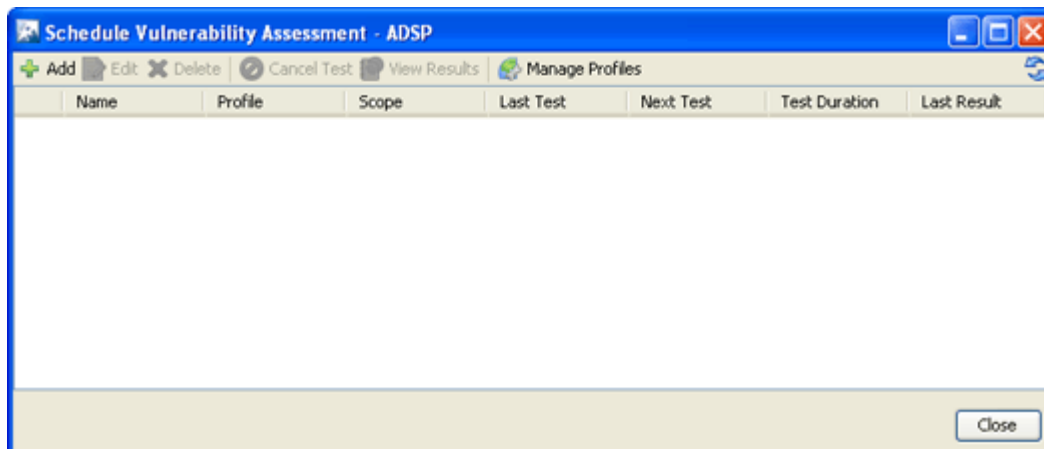 Schedule Vulnerability Assessment - ADSP
Add Edit Delete Cancel Test View Results Manage Profiles
Name Profile Scope Last Test Next Test Test Duration Last Result
Close